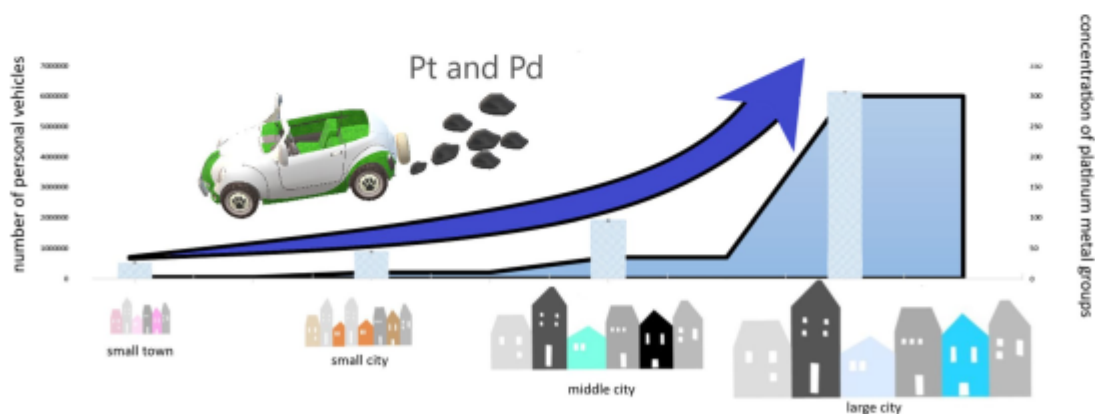 Pt and Pd
number of personal vehicles
7000000
6000000
5000000
4000000
3000000
2000000
1000000
0
concentration of platinum metal groups
300
250
200
150
100
50
0
small town
small city
middle city
large city